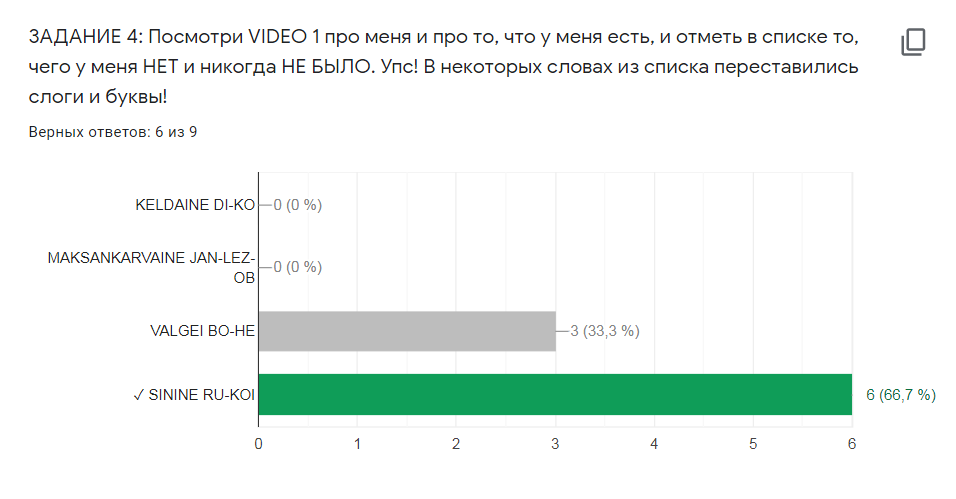 ЗАДАНИЕ 4: Посмотри VIDEO 1 про меня и про то, что у меня есть, и отметь в списке то,
чего у меня НЕТ и никогда НЕ БЫЛО. Упс! В некоторых словах из списка переставились
слоги и буквы!
Верных ответов: 6 из 9
KELDAINE DI-KO
0 (0 %)
MAKSANKARVAINE JAN-LEZ-
OB
0 (0 %)
VALGEI BO-HE
3 (33,3 %)
✓ SININE RU-KOI
6 (66,7 %)
0 1 2 3 4 5 6